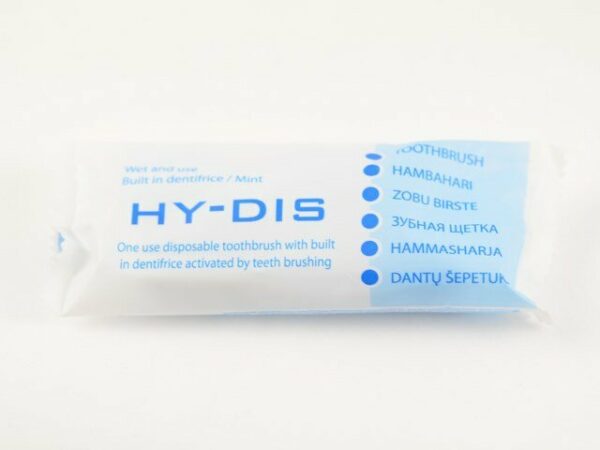 Wet and use
Built in dentifrice / Mint
HY-DIS
One use disposable toothbrush with built
in dentifrice activated by teeth brushing
TOOTHBRUSH
HAMBAHARI
ZOBU BIRSTE
ЗУБНАЯ ЩЕТКА
HAMMASHARJA
DANTŲ ŠEPETUK